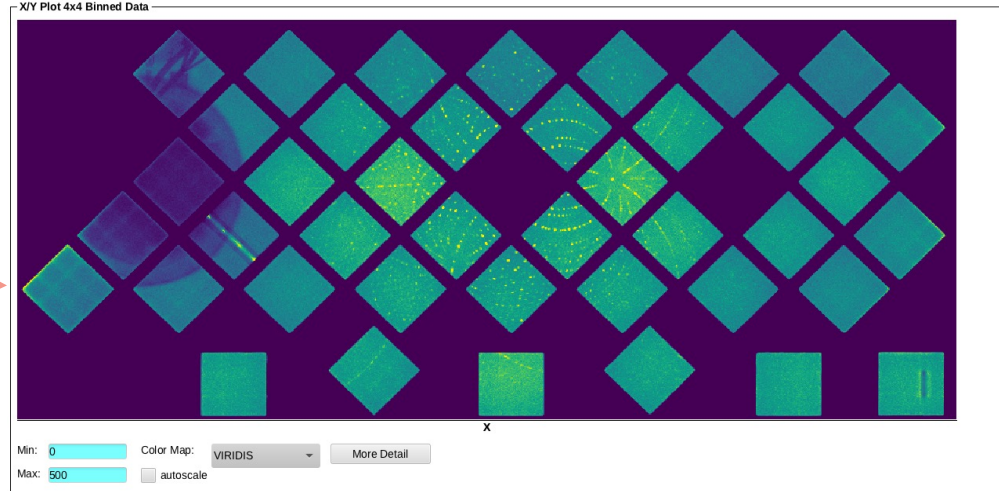 X/Y Plot 4x4 Binned Data
X
Min: 0 Color Map: VIRIDIS More Detail
Max: 500 autoscale